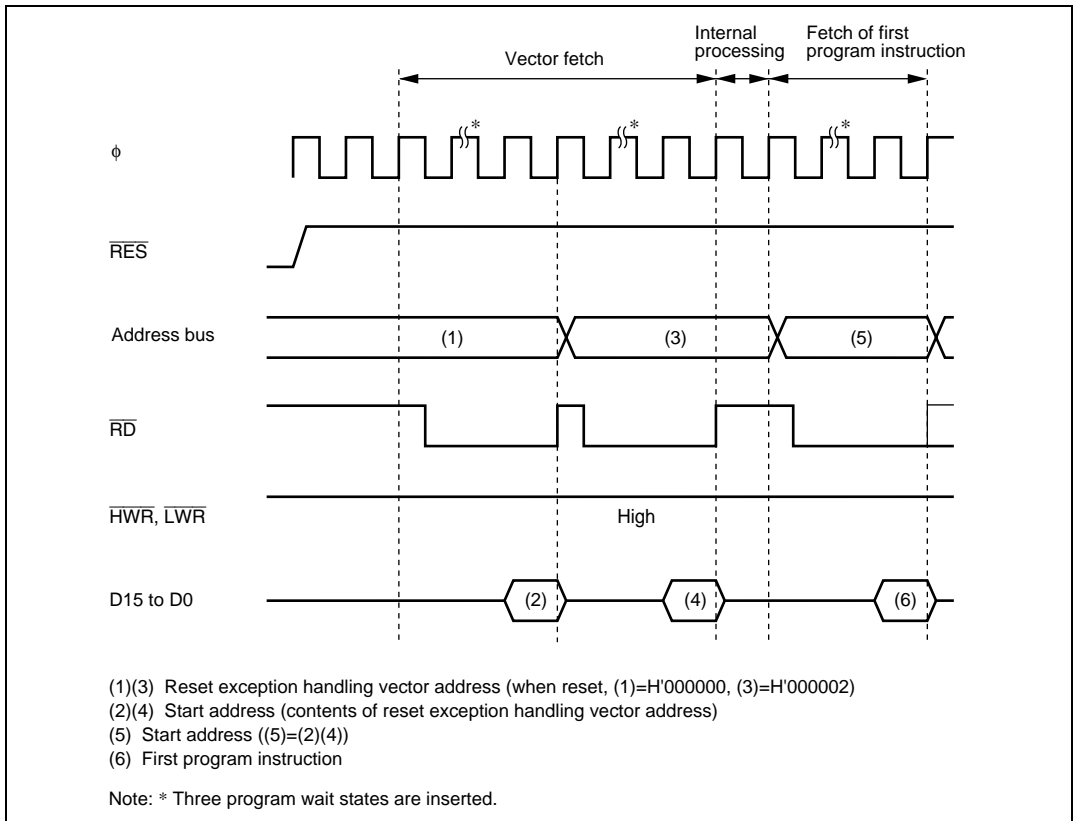 Vector fetch
Internal
processing
Fetch of first
program instruction
*
*
*
ϕ
RES
Address bus
(1)
(3)
(5)
RD
HWR, LWR
High
D15 to D0
(2)
(4)
(6)
(1)(3) Reset exception handling vector address (when reset, (1)=H'000000, (3)=H'000002)
(2)(4) Start address (contents of reset exception handling vector address)
(5) Start address ((5)=(2)(4))
(6) First program instruction
Note: * Three program wait states are inserted.